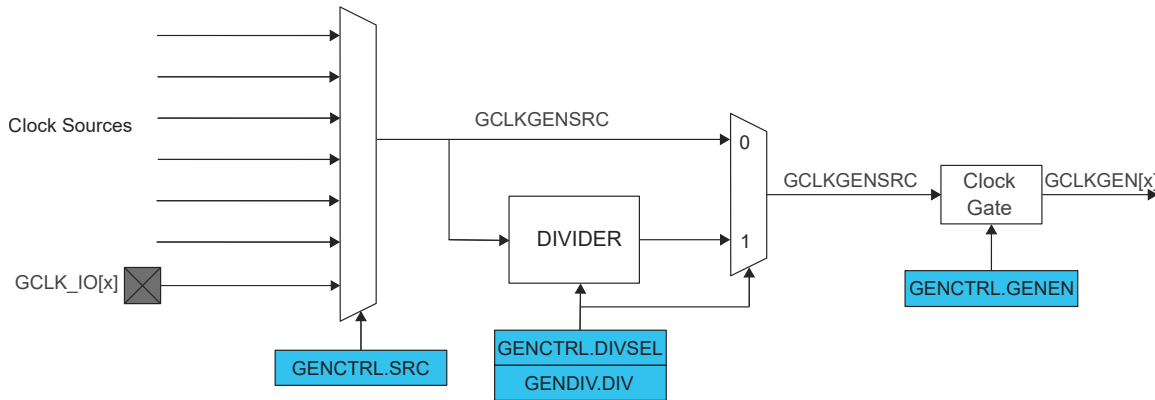 Clock Sources
GCLK_IO[x]
GENCTRL.SRC
GCLKGENSRC
DIVIDER
GENCTRL.DIVSEL
GENDIV.DIV
0
1
GCLKGENSRC
Clock
Gate
GENCTRL.GENEN
GCLKGEN[x]